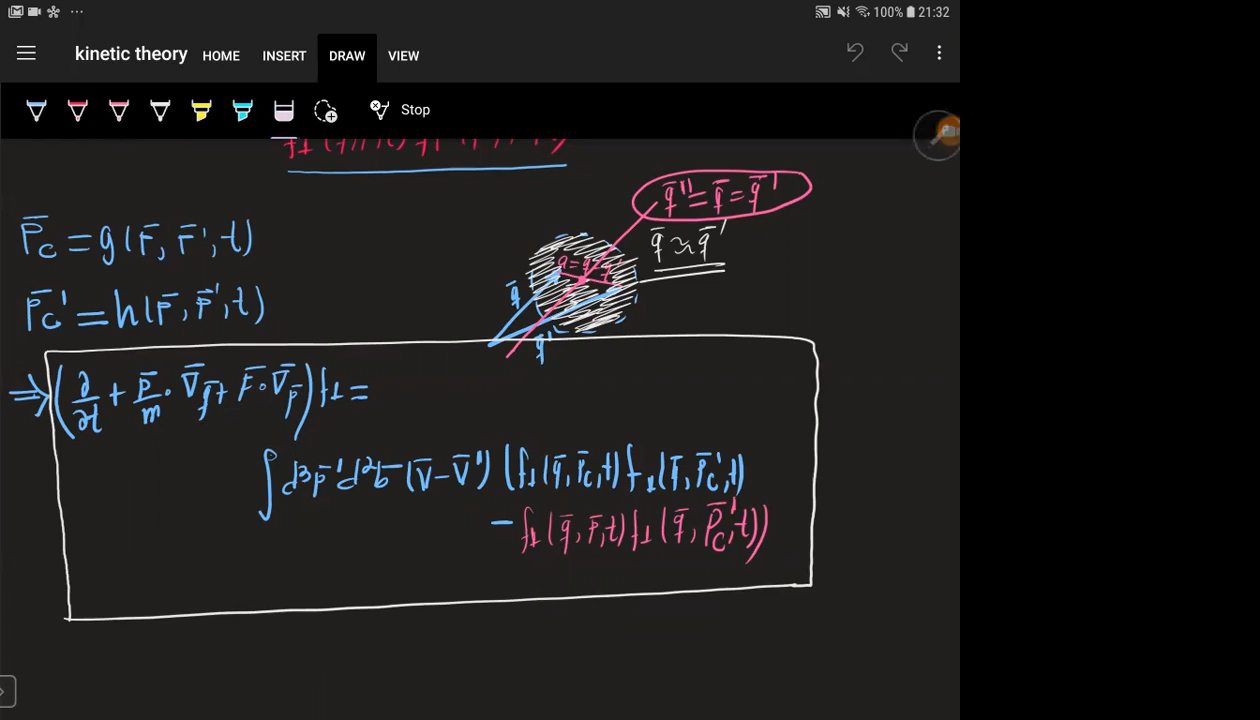 100% 21:32
kinetic theory HOME INSERT DRAW VIEW
Stop
q̄''=q̄=q̄'
P̄c=g(p̄, p̄',t)
q̄≈q̄'
q̄
P̄c'=h(p̄, p̄',t)
q̄'
⇒(∂/∂t + p̄/m · ∇̄q̄+ F̄·∇̄p̄)f1=
∫d³p̄'d²b̄ (v̄-v̄')(f1(q̄,p̄c,t)f1(q̄,p̄c',t)
-f1(q̄,p̄,t)f1(q̄,p̄c',t))